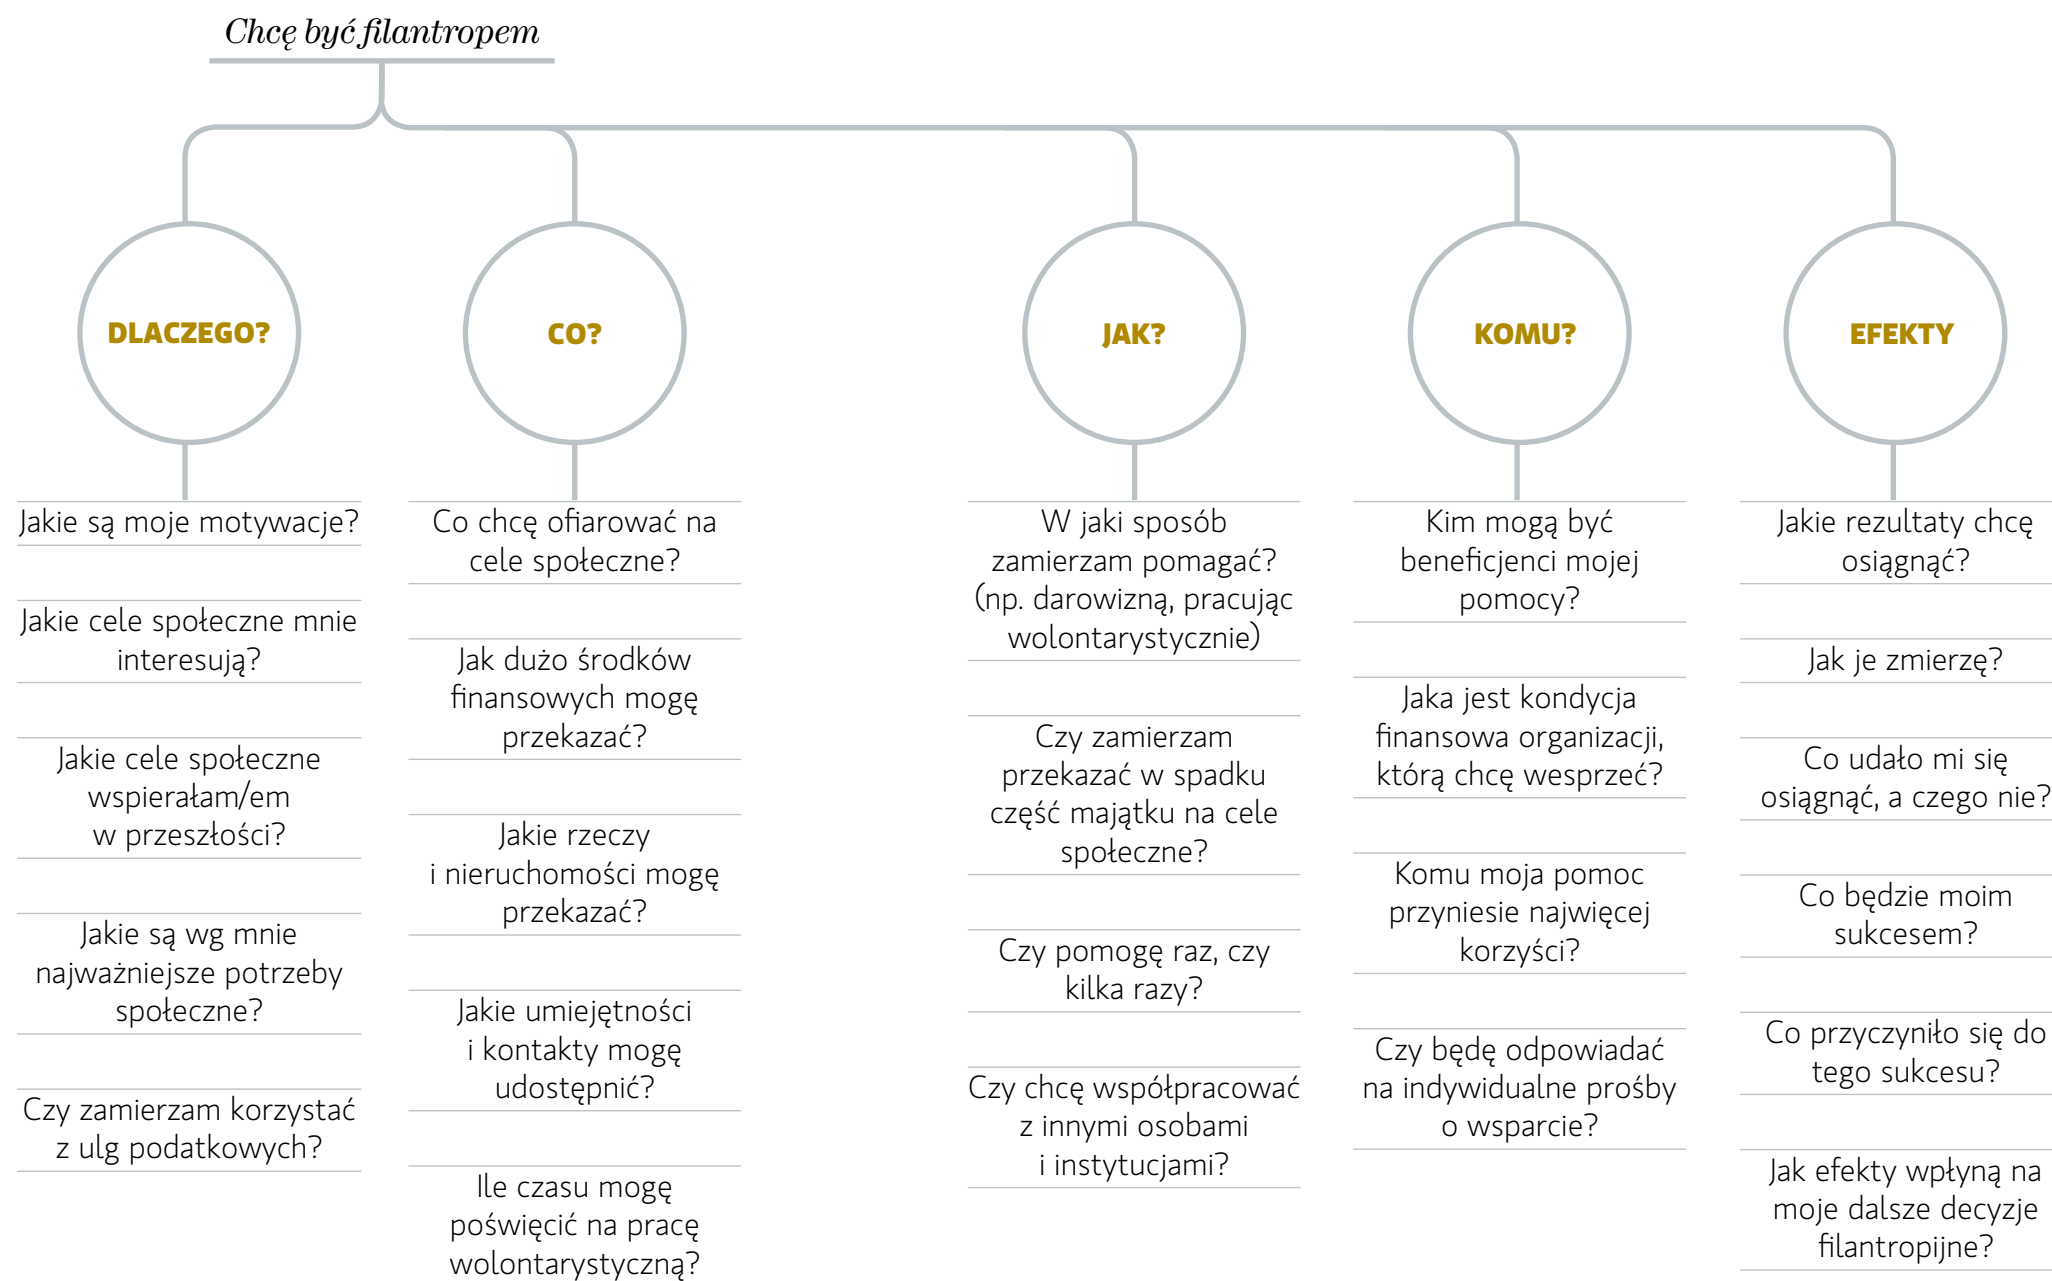 Chcę być filantropem
DLACZEGO?
Jakie są moje motywacje?
Jakie cele społeczne mnie
interesują?
Jakie cele społeczne
wspierałam/em
w przeszłości?
Jakie są wg mnie
najważniejsze potrzeby
społeczne?
Czy zamierzam korzystać
z ulg podatkowych?
CO?
Co chcę ofiarować na
cele społeczne?
Jak dużo środków
finansowych mogę
przekazać?
Jakie rzeczy
i nieruchomości mogę
przekazać?
Jakie umiejętności
i kontakty mogę
udostępnić?
Ile czasu mogę
poświęcić na pracę
wolontarystyczną?
JAK?
W jaki sposób
zamierzam pomagać?
(np. darowizną, pracując
wolontarystycznie)
Czy zamierzam
przekazać w spadku
część majątku na cele
społeczne?
Czy pomogę raz, czy
kilka razy?
Czy chcę współpracować
z innymi osobami
i instytucjami?
KOMU?
Kim mogą być
beneficjenci mojej
pomocy?
Jaka jest kondycja
finansowa organizacji,
którą chcę wesprzeć?
Komu moja pomoc
przyniesie najwięcej
korzyści?
Czy będę odpowiadać
na indywidualne prośby
o wsparcie?
EFEKTY
Jakie rezultaty chcę
osiągnąć?
Jak je zmierzę?
Co udało mi się
osiągnąć, a czego nie?
Co będzie moim
sukcesem?
Co przyczyniło się do
tego sukcesu?
Jak efekty wpłyną na
moje dalsze decyzje
filantropijne?